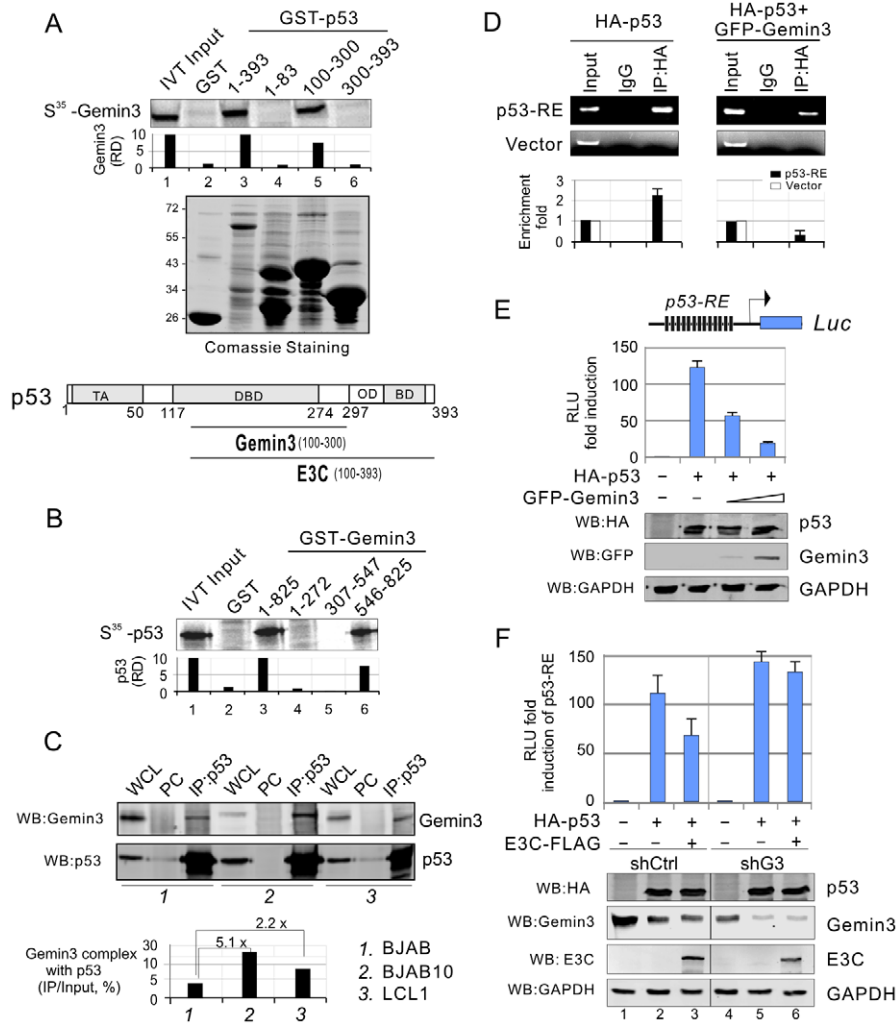 A
GST-p53
IVT Input
GST
1-393
1-83
100-300
300-393
S35 -Gemin3
Gemin3
(RD)
10
5
0
1 2 3 4 5 6
72
55
43
34
26
Comassie Staining
p53
TA DBD OD BD
1 50 117 274 297 393
Gemin3 (100-300)
E3C (100-393)
B
GST-Gemin3
IVT Input
GST
1-825
1-272
307-547
546-825
S35 -p53
p53
(RD)
10
5
0
1 2 3 4 5 6
C
WCL PC IP:p53 WCL PC IP:p53 WCL PC IP:p53
WB:Gemin3 Gemin3
WB:p53 p53
1 2 3
2.2 x
5.1 x
Gemin3 complex
with p53
(IP/Input, %)
30
10
5
0
1 2 3
1. BJAB
2. BJAB10
3. LCL1
D
HA-p53
HA-p53+
GFP-Gemin3
Input IgG IP:HA Input IgG IP:HA
p53-RE
Vector
p53-RE
Vector
Enrichment
fold
3
2
1
0
E
p53-RE
Luc
RLU
fold induction
150
100
50
0
HA-p53 − + + +
GFP-Gemin3 − −
WB:HA p53
WB:GFP Gemin3
WB:GAPDH GAPDH
F
RLU fold
induction of p53-RE
150
100
50
0
HA-p53 − + + − + +
E3C-FLAG − − + − − +
shCtrl shG3
WB:HA p53
WB:Gemin3 Gemin3
WB: E3C E3C
WB:GAPDH GAPDH
1 2 3 4 5 6